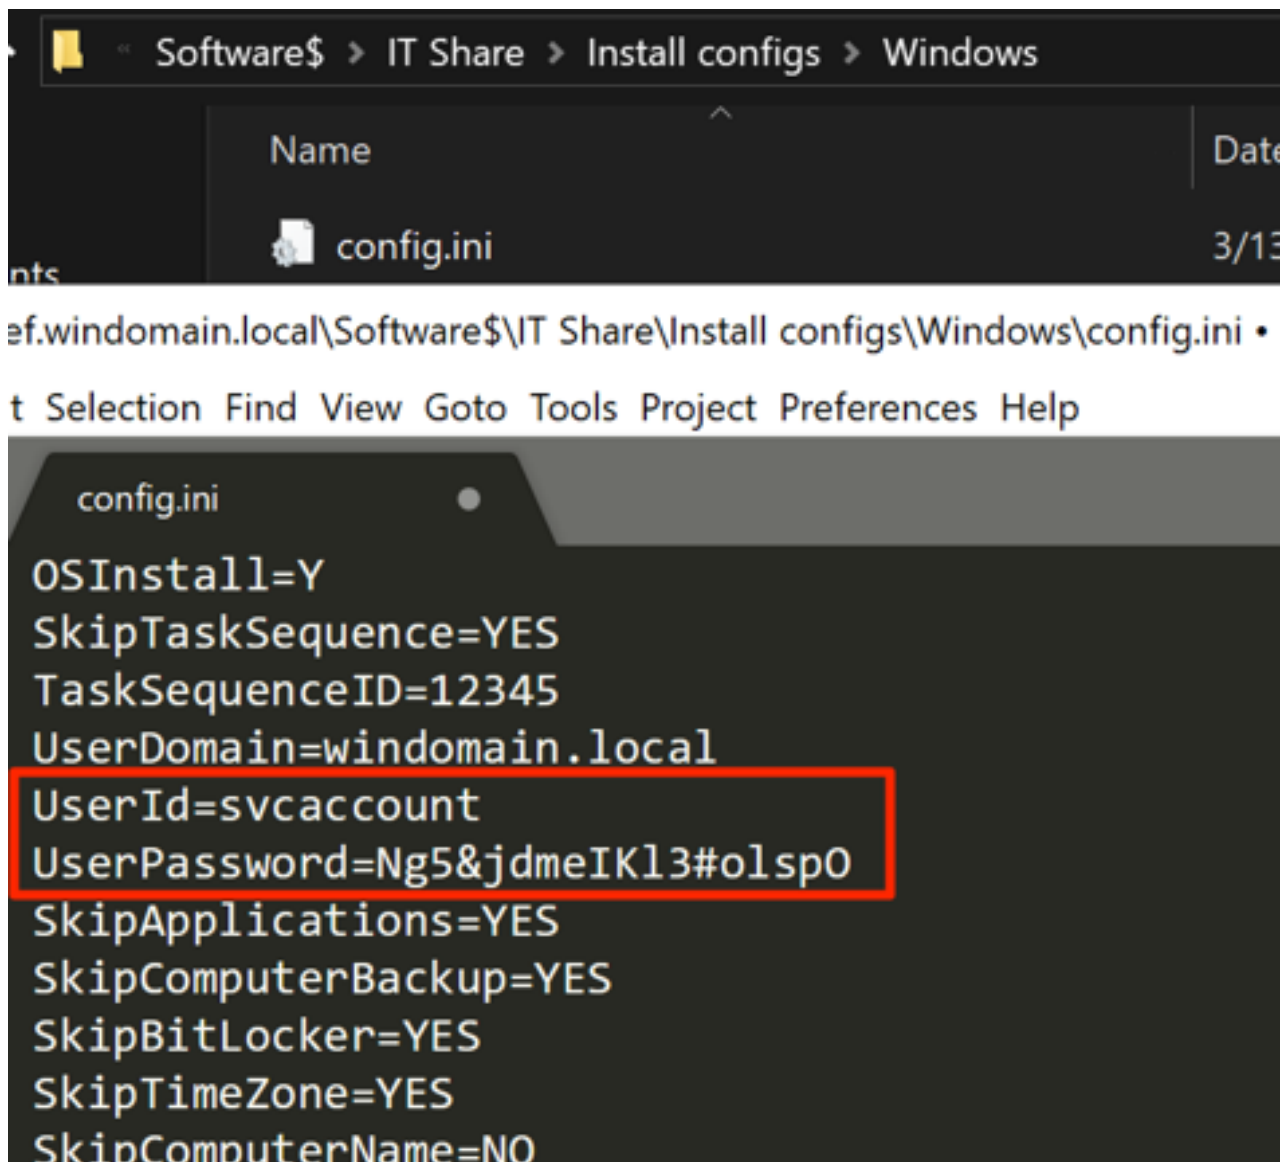 « Software$ > IT Share > Install configs > Windows
Name
Date
config.ini
3/13
nts
ef.windomain.local\Software$\IT Share\Install configs\Windows\config.ini •
t Selection Find View Goto Tools Project Preferences Help
config.ini
OSInstall=Y
SkipTaskSequence=YES
TaskSequenceID=12345
UserDomain=windomain.local
UserId=svcaccount
UserPassword=Ng5&jdmeIKl3#olspO
SkipApplications=YES
SkipComputerBackup=YES
SkipBitLocker=YES
SkipTimeZone=YES
SkipComputerName=NO